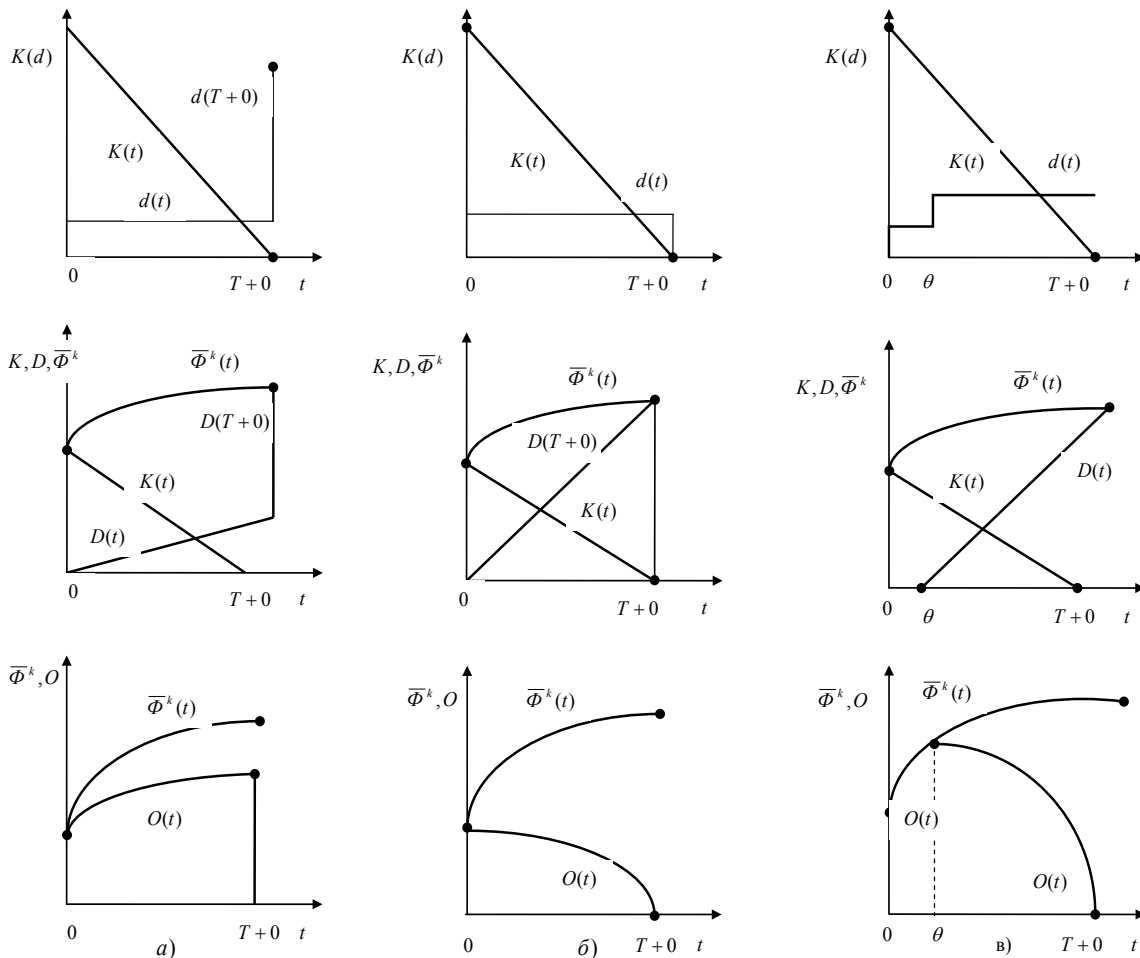 K(d)
d(T + 0)
K(t)
d(t)
0
T + 0
t
K(d)
K(t)
d(t)
0
T + 0
t
K(d)
K(t)
d(t)
0
θ
T + 0
t
K, D, Φ̅ᵏ
Φ̅ᵏ(t)
D(T + 0)
K(t)
D(t)
0
T + 0
t
K, D, Φ̅ᵏ
Φ̅ᵏ(t)
D(T + 0)
K(t)
0
T + 0
t
K, D, Φ̅ᵏ
Φ̅ᵏ(t)
K(t)
D(t)
0
θ
T + 0
t
Φ̅ᵏ, O
Φ̅ᵏ(t)
O(t)
0
T + 0
t
а)
Φ̅ᵏ, O
Φ̅ᵏ(t)
O(t)
0
T + 0
t
б)
Φ̅ᵏ, O
Φ̅ᵏ(t)
O(t)
O(t)
0
θ
T + 0
t
в)